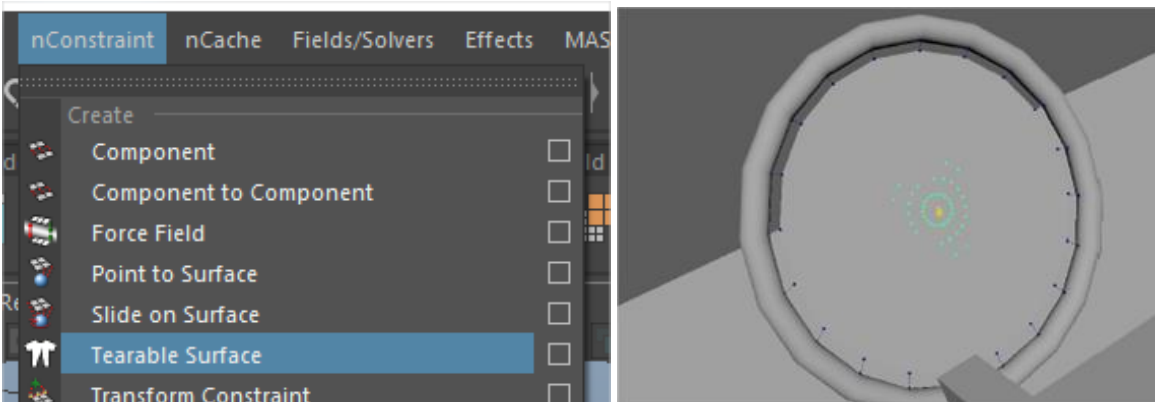 nConstraint nCache Fields/Solvers Effects MAS
Create
Component
Component to Component
Force Field
Point to Surface
Slide on Surface
Tearable Surface
Transform Constraint